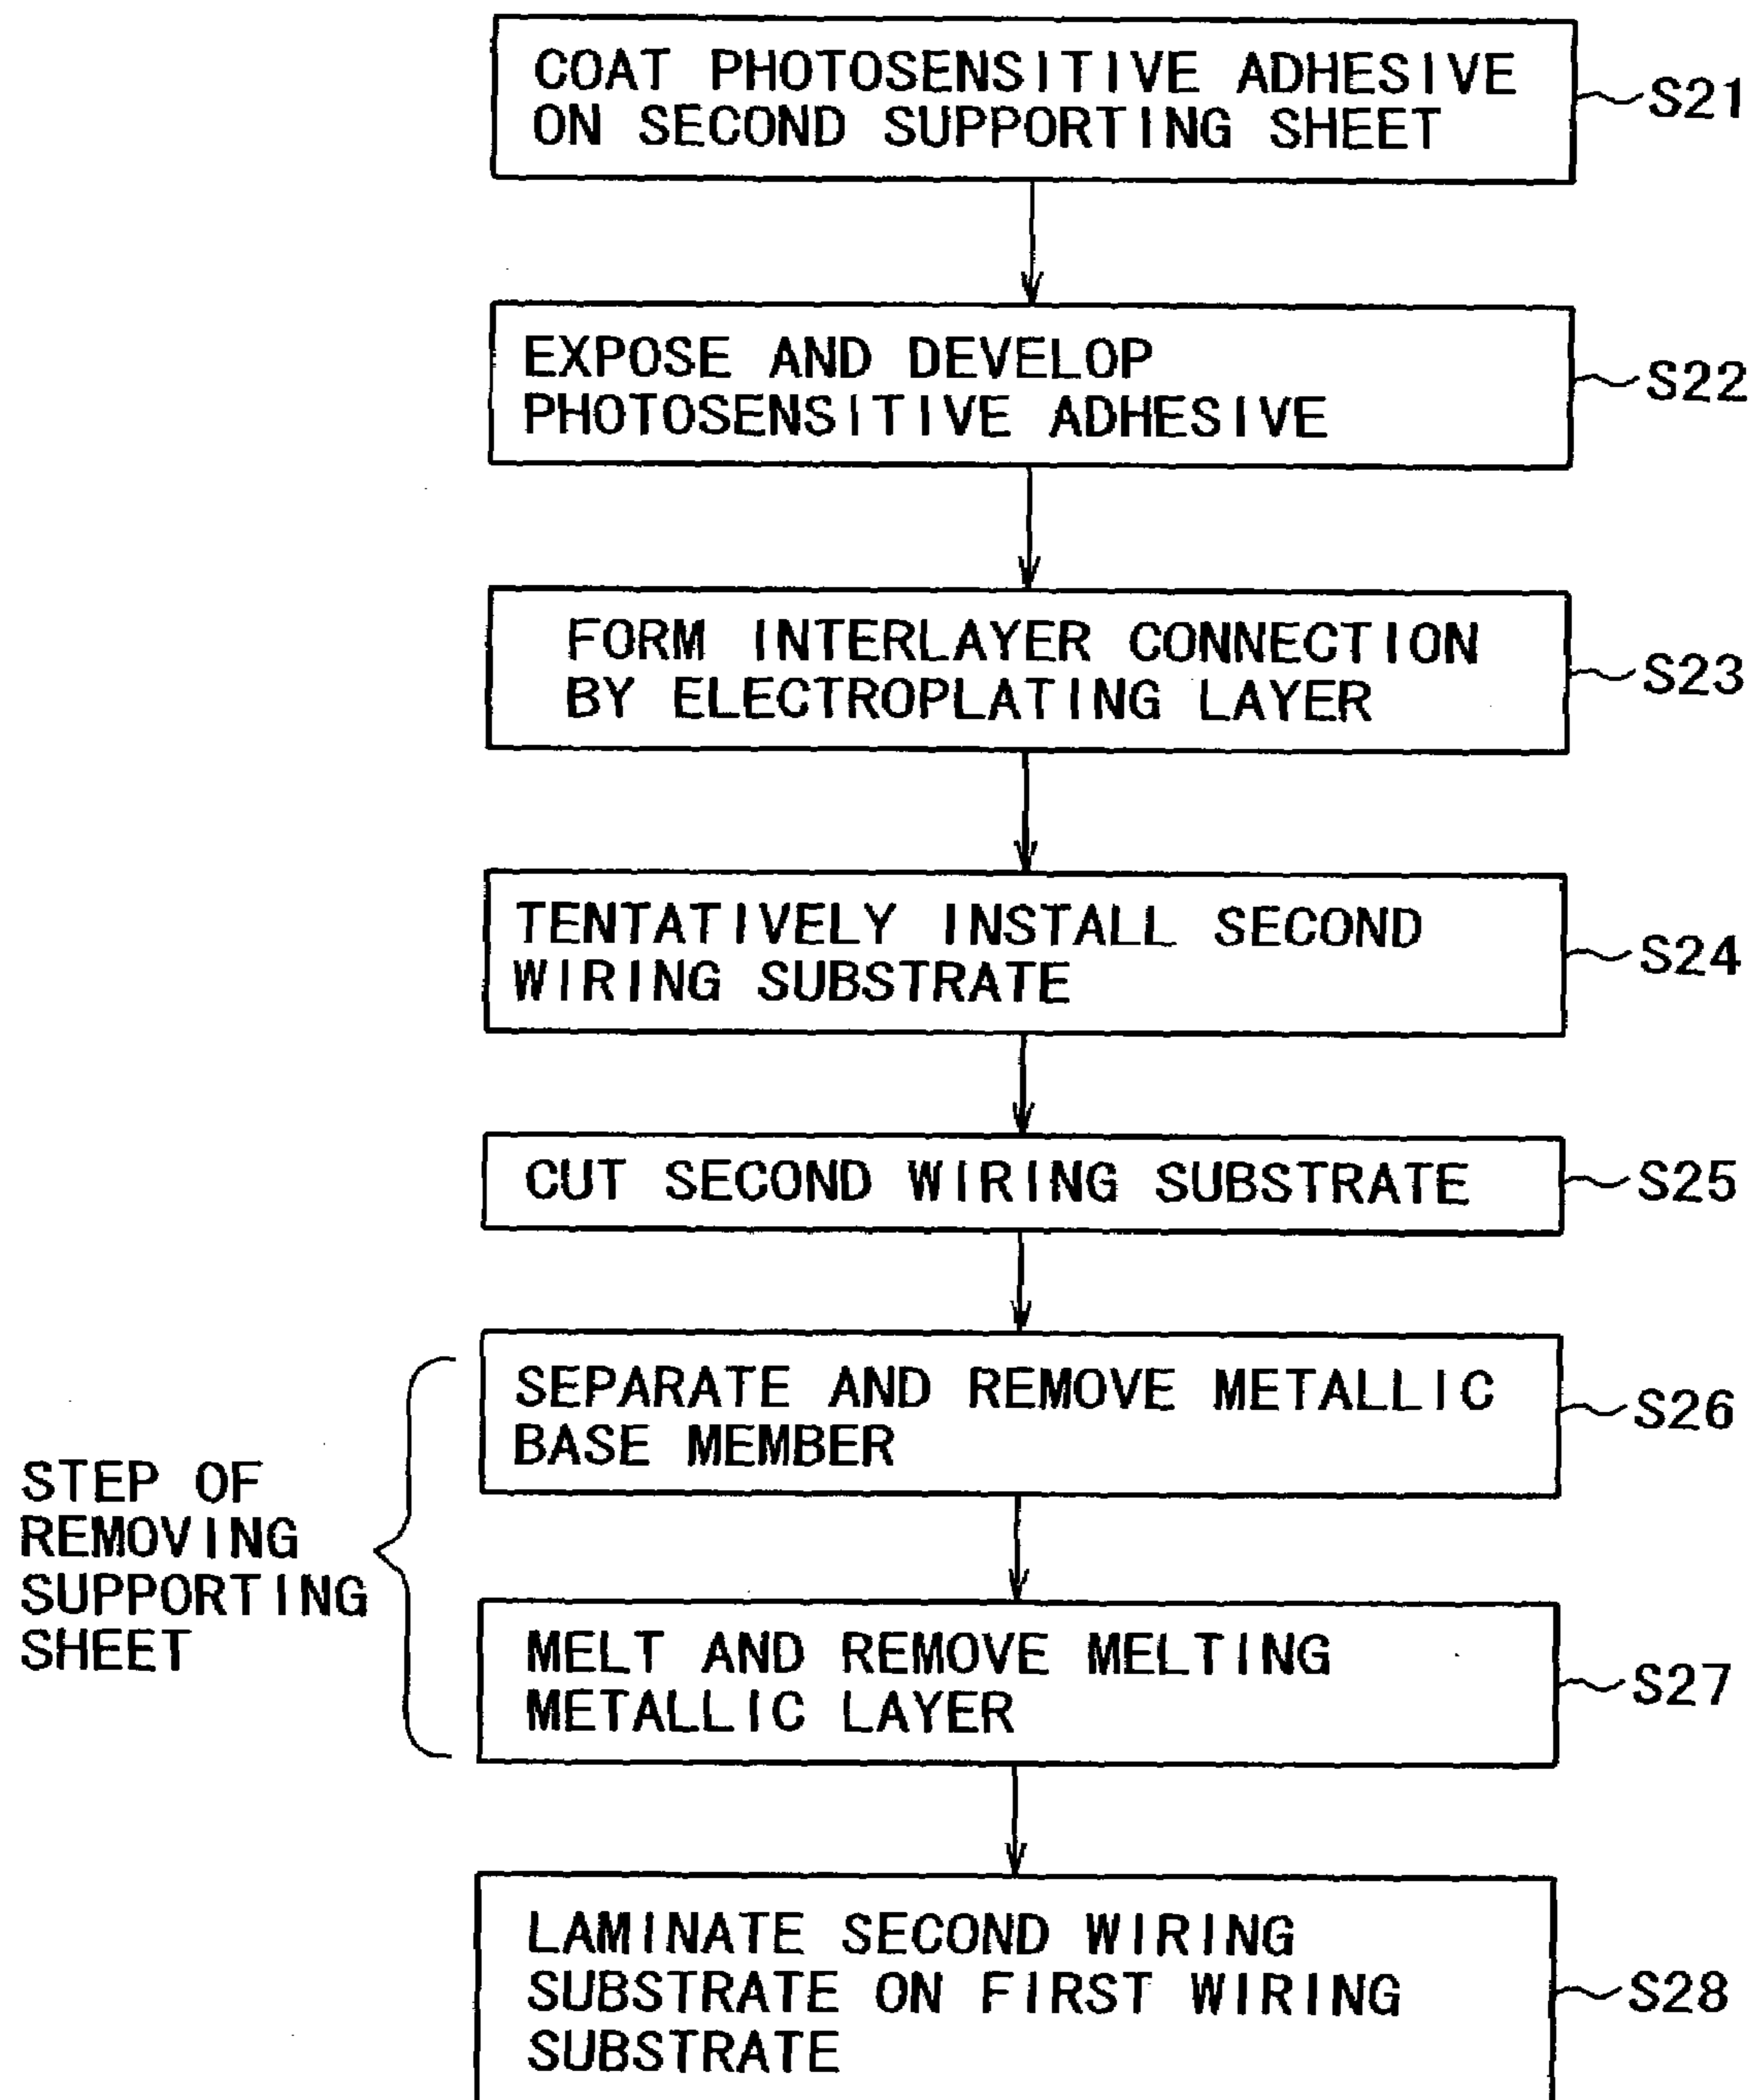 COAT PHOTOSENSITIVE ADHESIVE
ON SECOND SUPPORTING SHEET
S21
EXPOSE AND DEVELOP
PHOTOSENSITIVE ADHESIVE
S22
FORM INTERLAYER CONNECTION
BY ELECTROPLATING LAYER
S23
TENTATIVELY INSTALL SECOND
WIRING SUBSTRATE
S24
CUT SECOND WIRING SUBSTRATE
S25
STEP OF
REMOVING
SUPPORTING
SHEET
SEPARATE AND REMOVE METALLIC
BASE MEMBER
S26
MELT AND REMOVE MELTING
METALLIC LAYER
S27
LAMINATE SECOND WIRING
SUBSTRATE ON FIRST WIRING
SUBSTRATE
S28